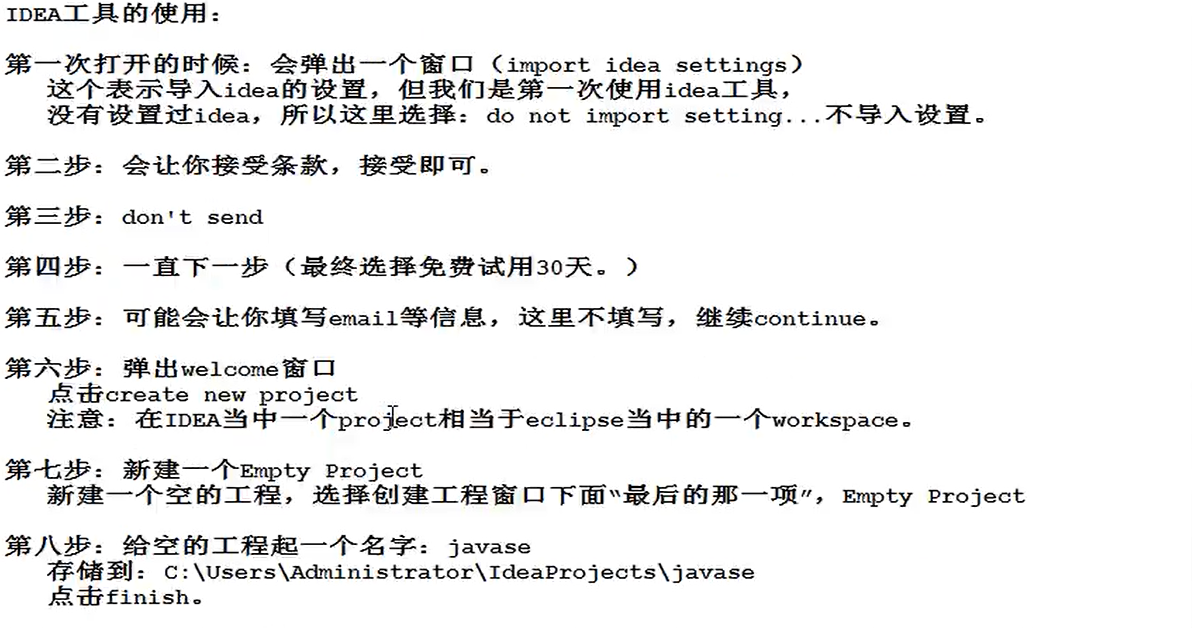 IDEA工具的使用：
第一次打开的时候：会弹出一个窗口（import idea settings）
这个表示导入idea的设置，但我们是第一次使用idea工具，
没有设置过idea，所以这里选择：do not import setting...不导入设置。
第二步：会让你接受条款，接受即可。
第三步：don't send
第四步：一直下一步（最终选择免费试用30天。）
第五步：可能会让你填写email等信息，这里不填写，继续continue。
第六步：弹出welcome窗口
点击create new project
注意：在IDEA当中一个project相当于eclipse当中的一个workspace。
第七步：新建一个Empty Project
新建一个空的工程，选择创建工程窗口下面“最后的那一项”，Empty Project
第八步：给空的工程起一个名字：javase
存储到：C:\Users\Administrator\IdeaProjects\javase
点击finish。